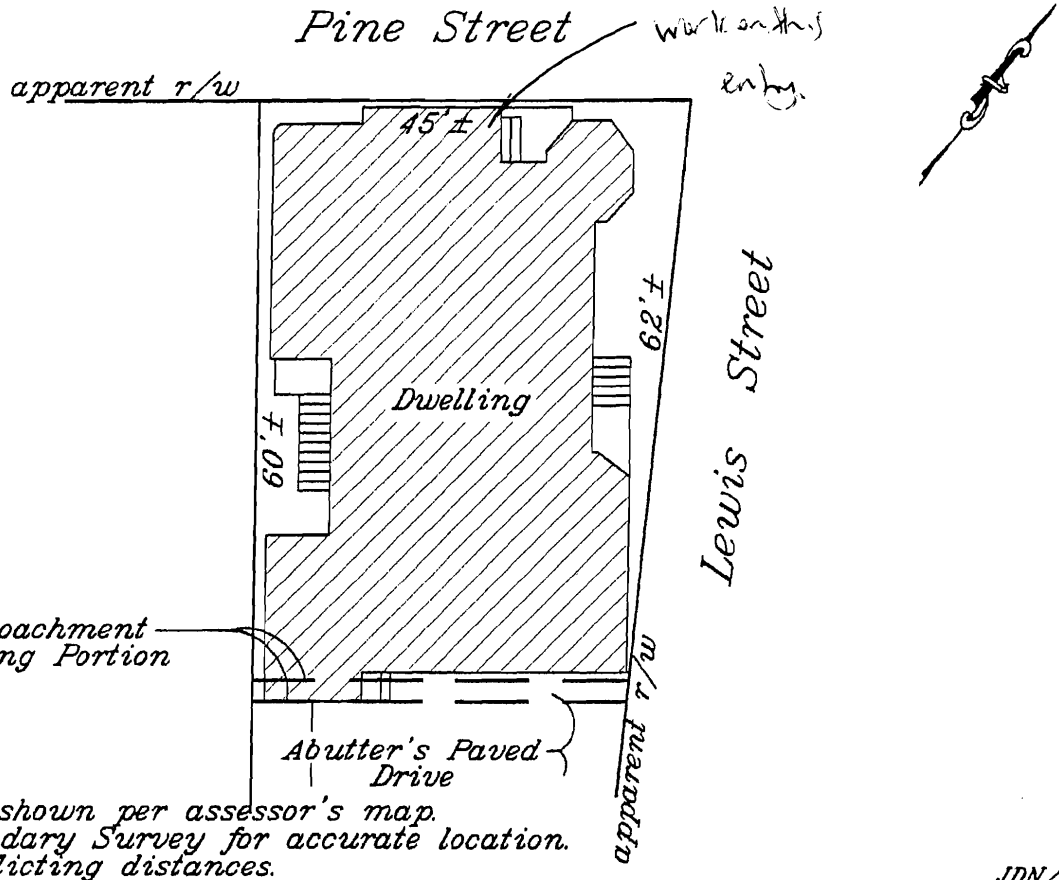 Pine Street
work on this
entry.
apparent r/w
45'±
62'±
Lewis Street
Dwelling
60'±
oachment
ng Portion
apparent r/w
Abutter's Paved
Drive
shown per assessor's map.
dary Survey for accurate location.
licting distances.
JDN/